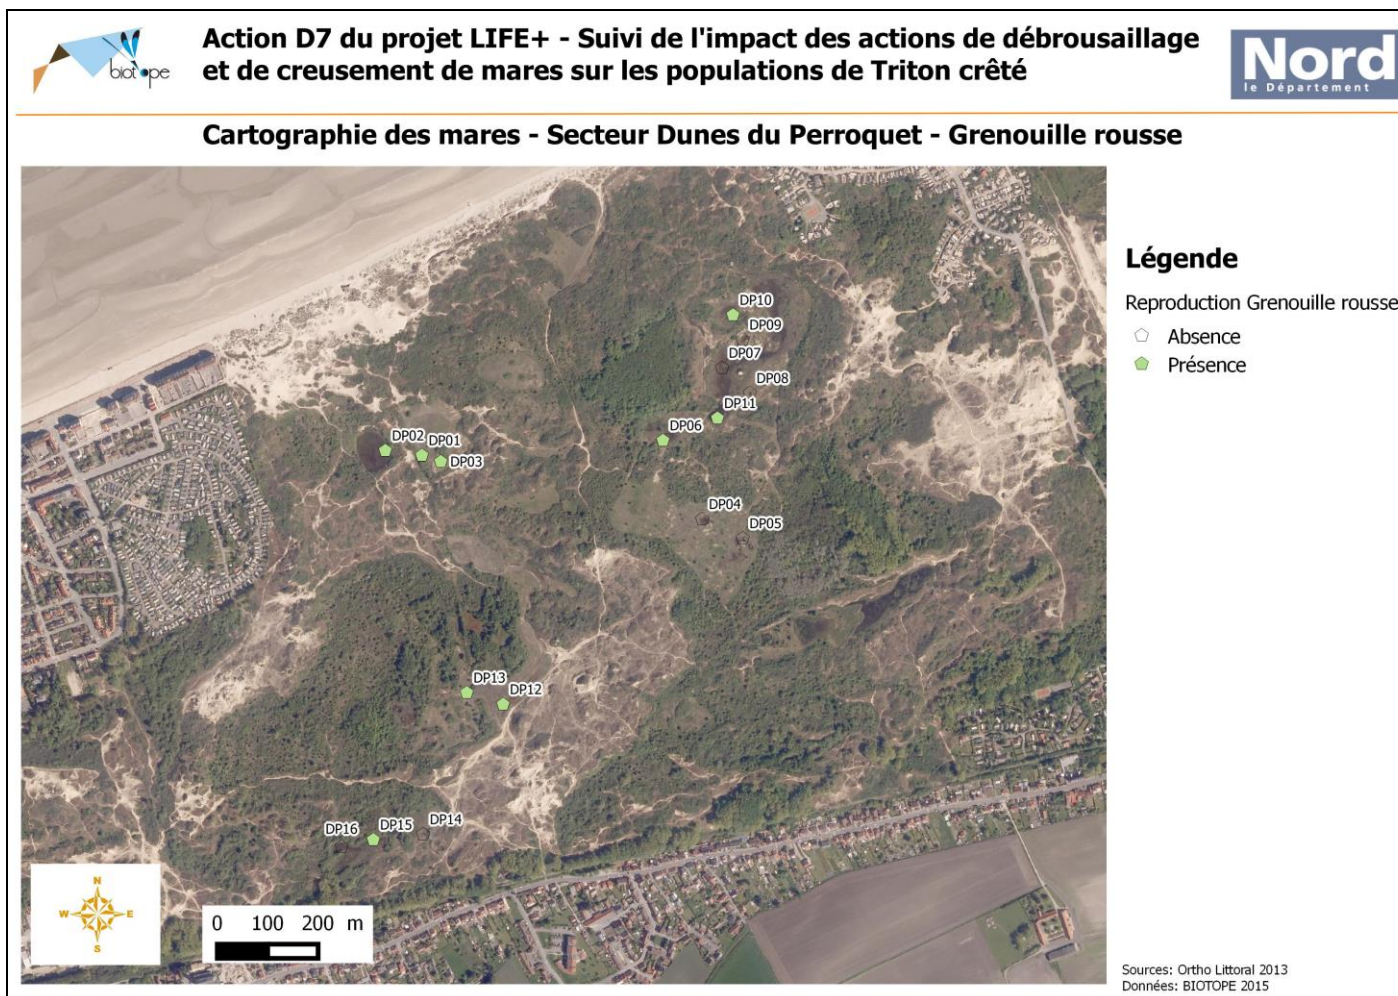 biotope
Action D7 du projet LIFE+ - Suivi de l'impact des actions de débrousaillage
et de creusement de mares sur les populations de Triton crêté
Nord
le Département
Cartographie des mares - Secteur Dunes du Perroquet - Grenouille rousse
DP10
DP09
DP07
DP08
DP11
DP06
DP02
DP01
DP03
DP04
DP05
DP13
DP12
DP16
DP15
DP14
Légende
Reproduction Grenouille rousse
Absence
Présence
N
W
E
S
0 100 200 m
Sources: Ortho Littoral 2013
Données: BIOTOPE 2015